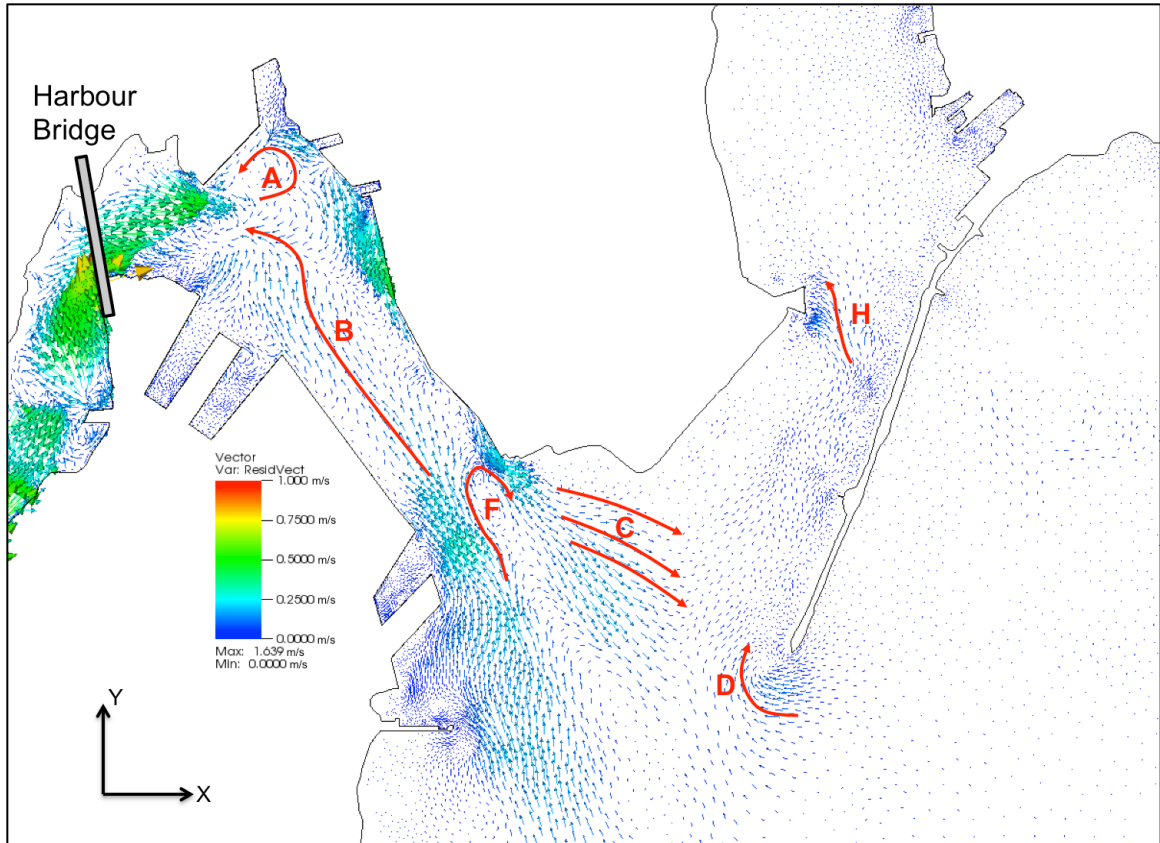 Harbour
Bridge
A
B
H
F
C
D
Vector
Var: ResidVect
1.000 m/s
0.7500 m/s
0.5000 m/s
0.2500 m/s
0.0000 m/s
Max: 1.639 m/s
Min: 0.0000 m/s
Y
X